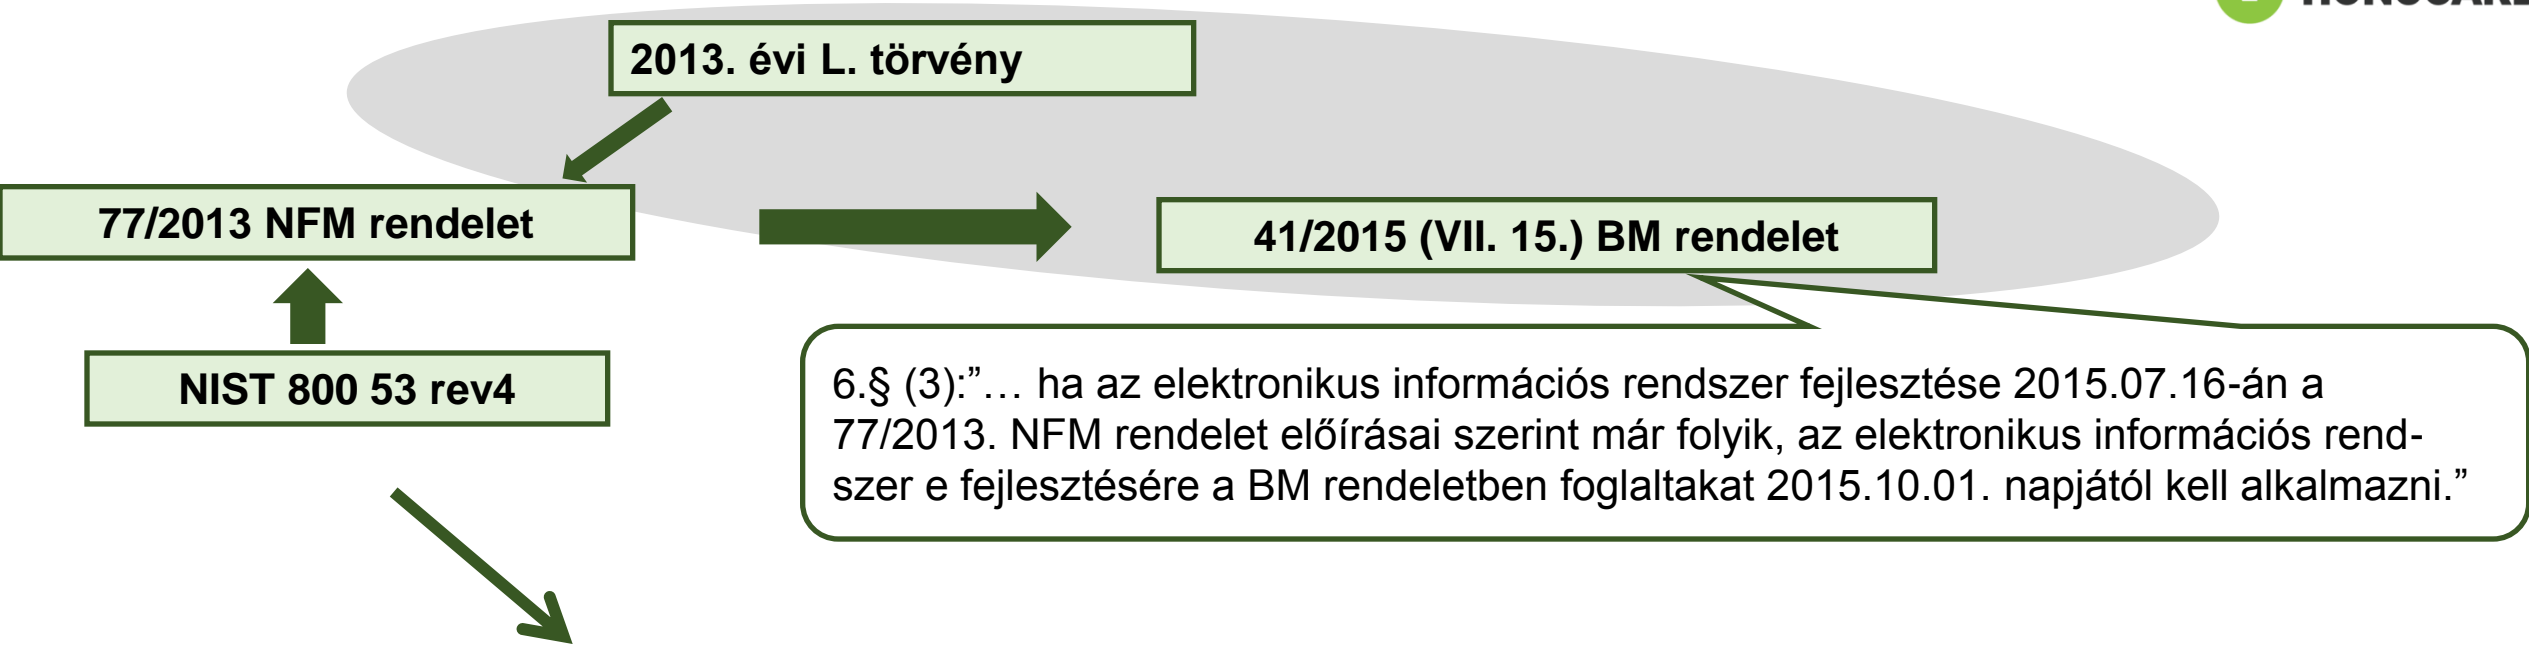 2013. évi L. törvény
77/2013 NFM rendelet
41/2015 (VII. 15.) BM rendelet
NIST 800 53 rev4
6.§ (3):”… ha az elektronikus információs rendszer fejlesztése 2015.07.16-án a
77/2013. NFM rendelet előírásai szerint már folyik, az elektronikus információs rend-
szer e fejlesztésére a BM rendeletben foglaltakat 2015.10.01. napjától kell alkalmazni.”